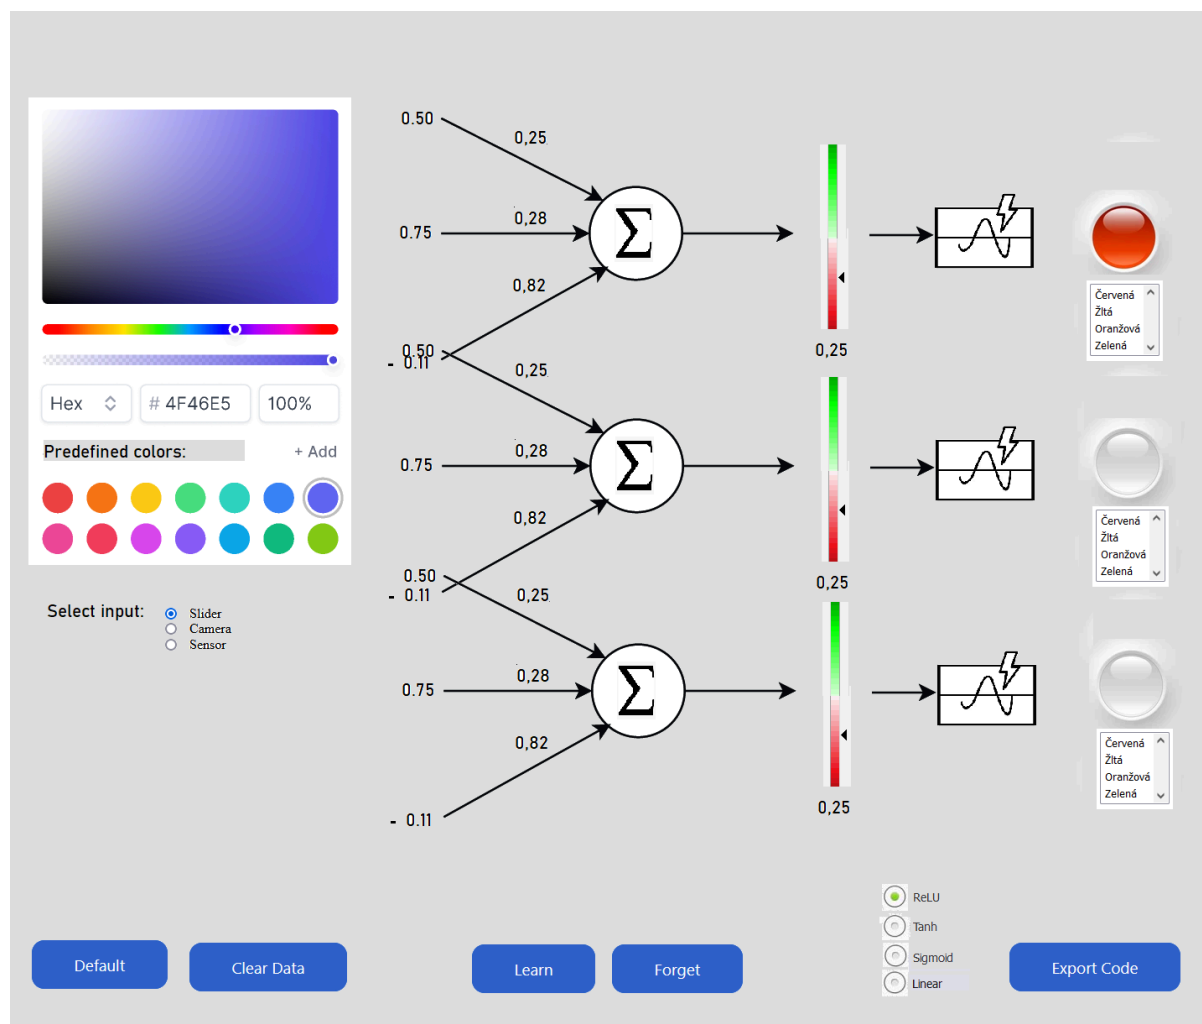 0.50
0,25
0.75
0,28
Σ
0,82
- 0.11
0,25
Červená
Žltá
Oranžová
Zelená
0.50
0,25
0.75
0,28
Σ
0,82
- 0.11
0,25
Červená
Žltá
Oranžová
Zelená
0.50
0,25
0.75
0,28
Σ
0,82
- 0.11
0,25
Červená
Žltá
Oranžová
Zelená
Hex
# 4F46E5
100%
Predefined colors:
+ Add
Select input:
Slider
Camera
Sensor
ReLU
Tanh
Sigmoid
Linear
Default
Clear Data
Learn
Forget
Export Code